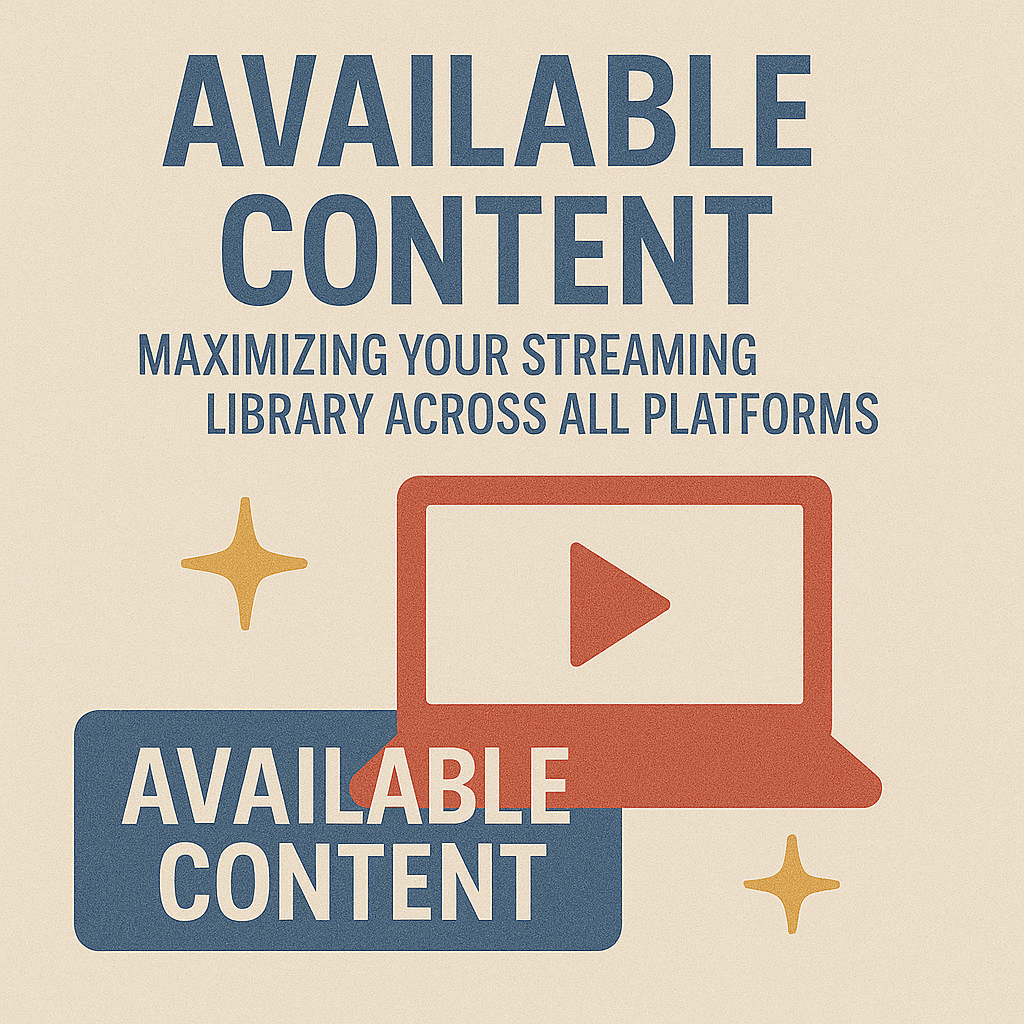 AVAILABLE
CONTENT
MAXIMIZING YOUR STREAMING
LIBRARY ACROSS ALL PLATFORMS
AVAILABLE
CONTENT